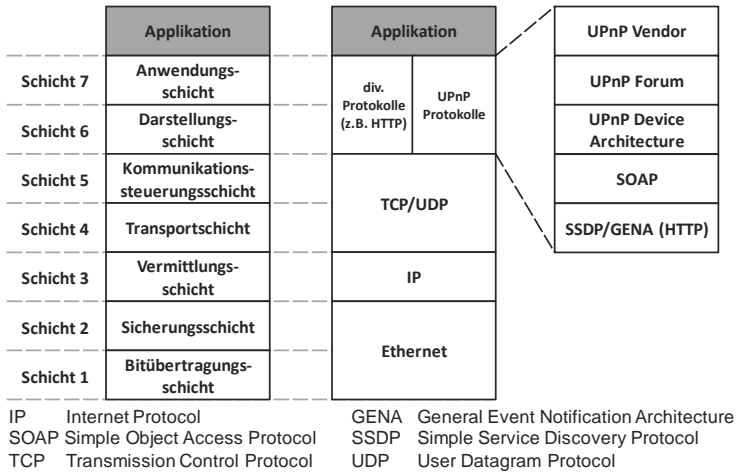 Applikation
Schicht 7
Anwendungs-
schicht
Schicht 6
Darstellungs-
schicht
Schicht 5
Kommunikations-
steuerungsschicht
Schicht 4
Transportschicht
Schicht 3
Vermittlungs-
schicht
Schicht 2
Sicherungsschicht
Schicht 1
Bitübertragungs-
schicht
Applikation
div.
Protokolle
(z.B. HTTP)
UPnP
Protokolle
TCP/UDP
IP
Ethernet
UPnP Vendor
UPnP Forum
UPnP Device
Architecture
SOAP
SSDP/GENA (HTTP)
IP Internet Protocol
SOAP Simple Object Access Protocol
TCP Transmission Control Protocol
GENA General Event Notification Architecture
SSDP Simple Service Discovery Protocol
UDP User Datagram Protocol